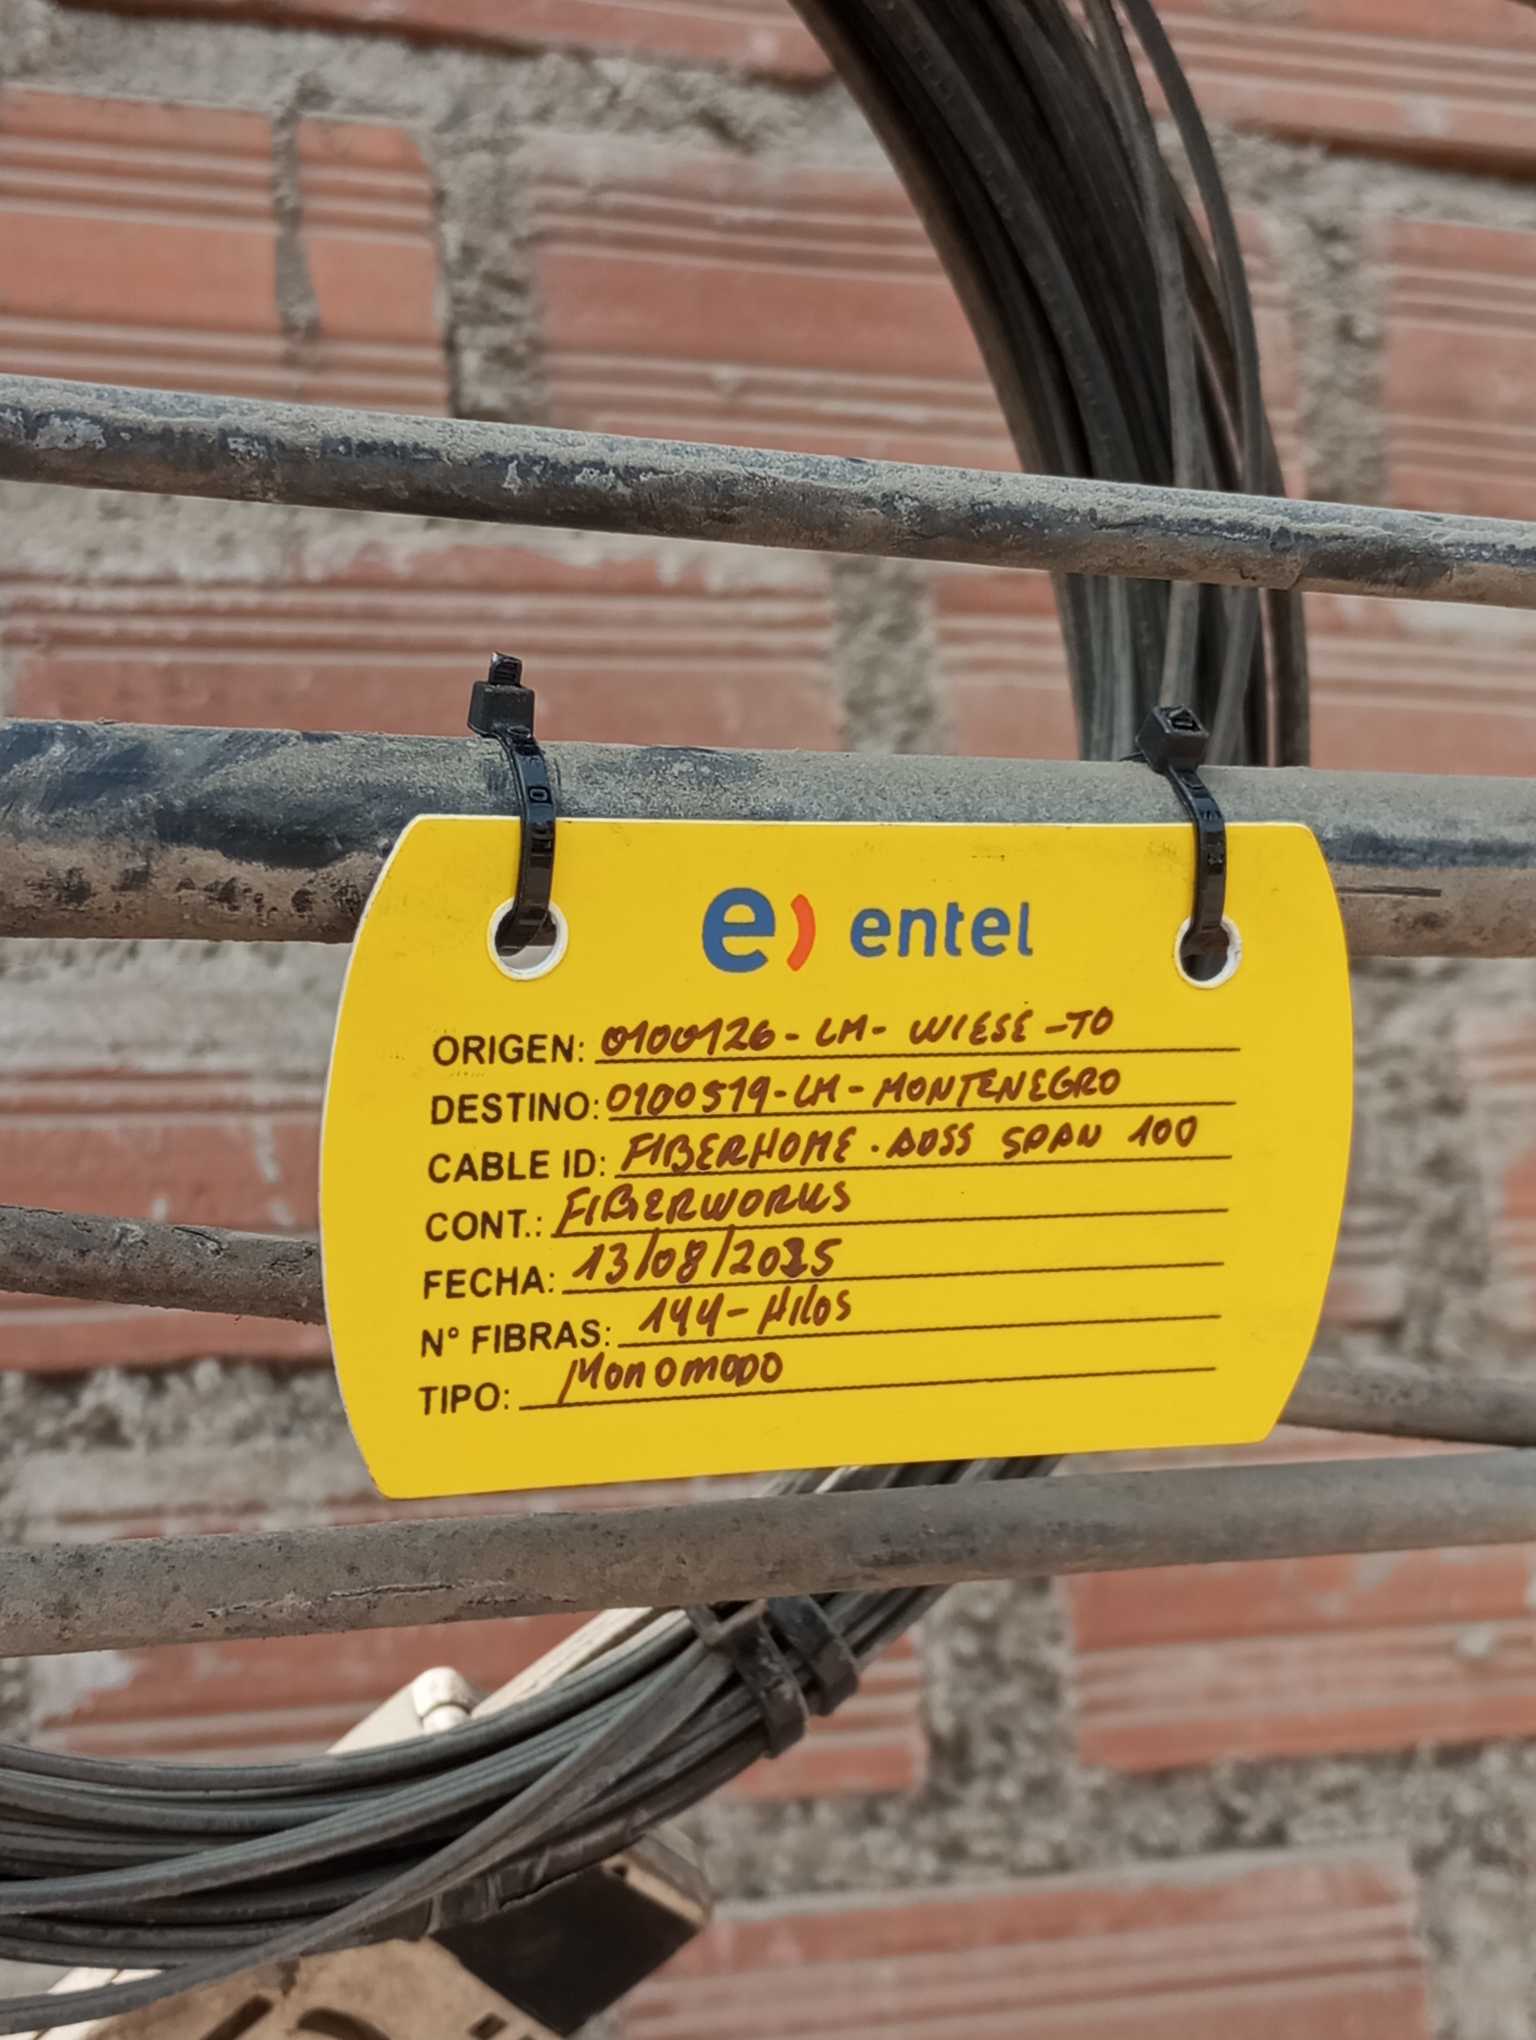 e) entel
ORIGEN: 0100126-LM-WIESE-TO
DESTINO: 0100519-LM-MONTENEGRO
CABLE ID: FIBERHOME.ADSS SPAN 100
CONT.: FIBERWORKS
FECHA: 13/08/2025
N° FIBRAS: 144-Hilos
TIPO: MonOmODO